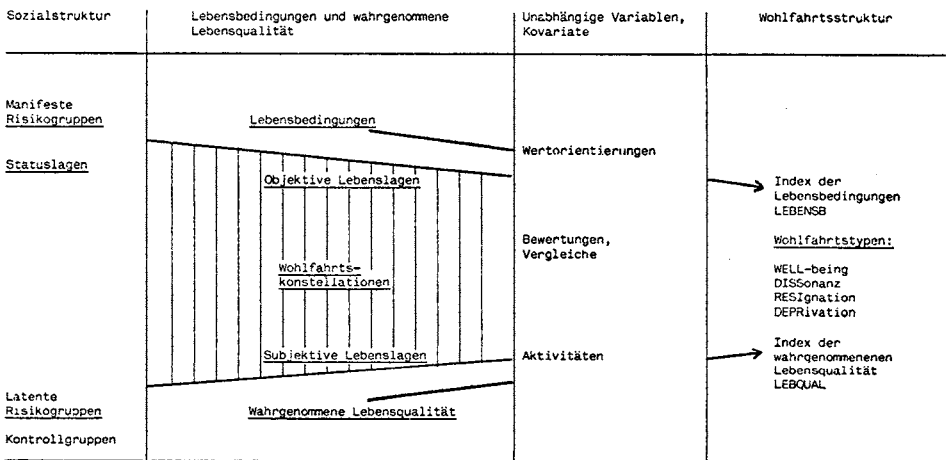 Sozialstruktur
Lebensbedingungen und wahrgenommene
Lebensqualität
Unabhängige Variablen,
Kovariate
Wohlfahrtsstruktur
Manifeste
Risikogruppen
Statuslagen
Latente
Risikogruppen
Kontrollgruppen
Lebensbedingungen
Objektive Lebenslagen
Wohlfahrts-
konstellationen
Subjektive Lebenslagen
Wahrgenommene Lebensqualität
Wertorientierungen
Bewertungen,
Vergleiche
Aktivitäten
Index der
Lebensbedingungen
LEBENSB
Wohlfahrtstypen:
WELL-being
DISSonanz
RESIgnation
DEPRivation
Index der
wahrgenommenenen
Lebensqualität
LEBQUAL